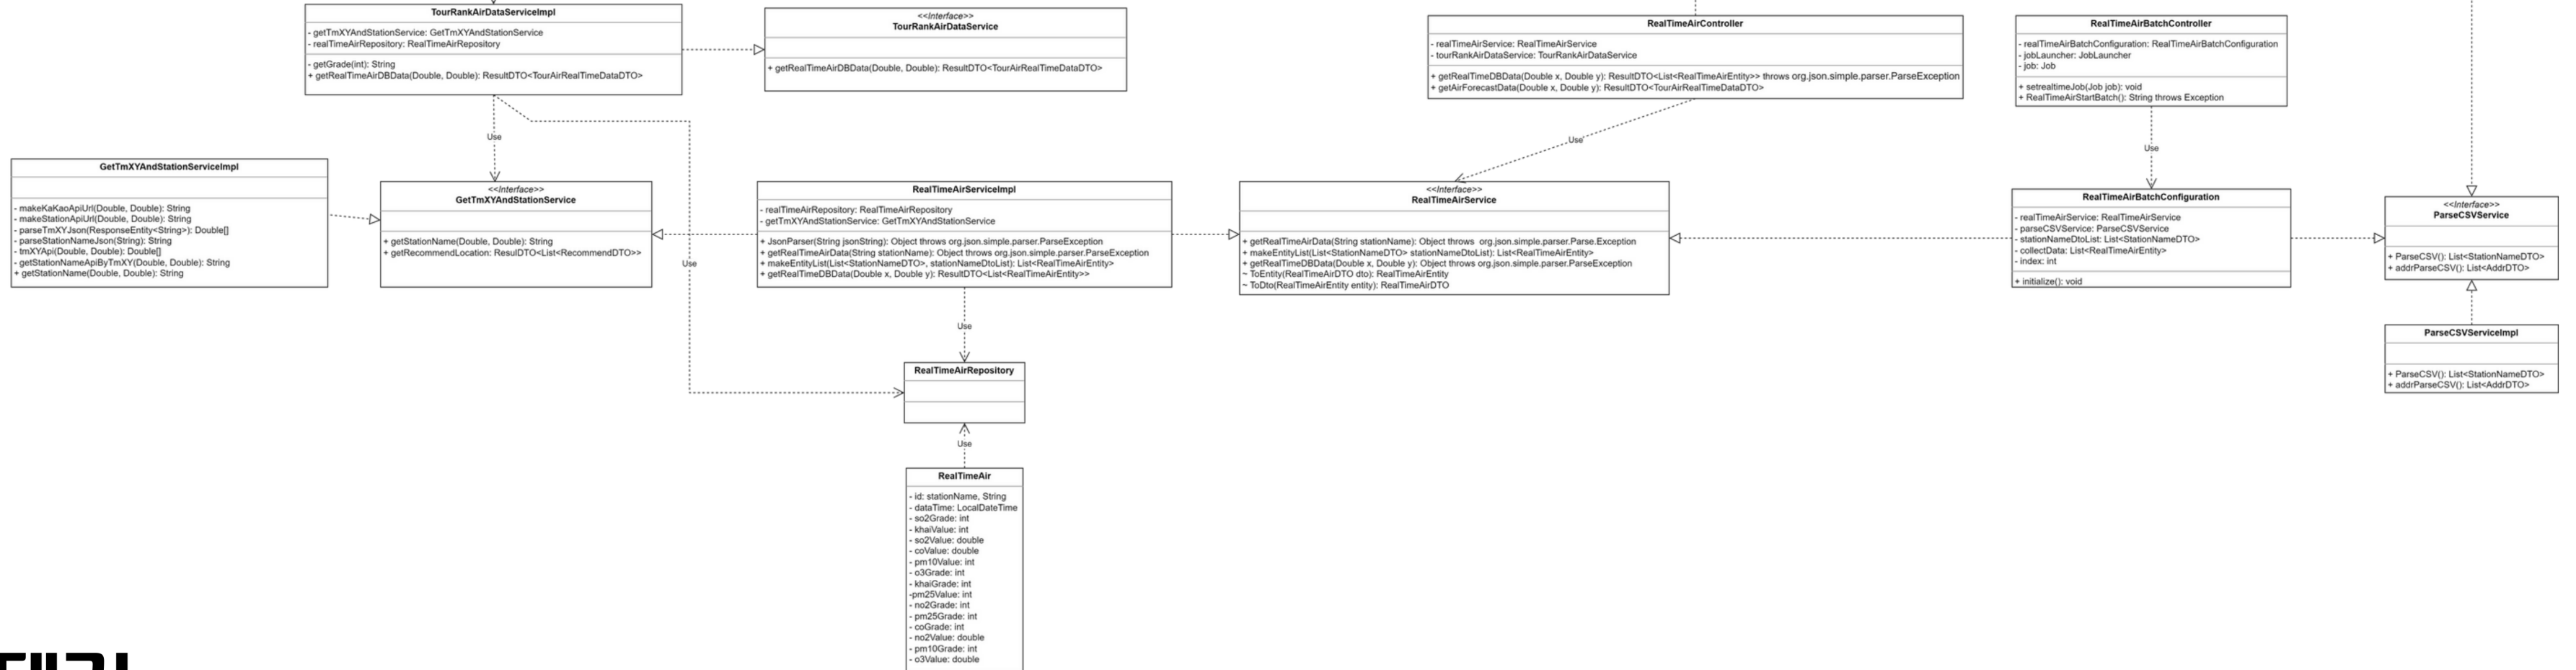 TourRankAirDataServiceImpl
- getTmXYAndStationService: GetTmXYAndStationService
- realTimeAirRepository: RealTimeAirRepository
- getGrade(int): String
+ getRealTimeAirDBData(Double, Double): ResultDTO<TourAirRealTimeDataDTO>
<<Interface>>
TourRankAirDataService
+ getRealTimeAirDBData(Double, Double): ResultDTO<TourAirRealTimeDataDTO>
RealTimeAirController
- realTimeAirService: RealTimeAirService
- tourRankAirDataService: TourRankAirDataService
+ getRealTimeDBData(Double x, Double y): ResultDTO<List<RealTimeAirEntity>> throws org.json.simple.parser.ParseException
+ getAirForecastData(Double x, Double y): ResultDTO<TourAirRealTimeDataDTO>
RealTimeAirBatchController
- realTimeAirBatchConfiguration: RealTimeAirBatchConfiguration
- jobLauncher: JobLauncher
- job: Job
+ setrealtimeJob(Job job): void
+ RealTimeAirStartBatch(): String throws Exception
Use
Use
Use
GetTmXYAndStationServiceImpl
- makeKaKaoApiUrl(Double, Double): String
- makeStationApiUrl(Double, Double): String
- parseTmXYJson(ResponseEntity<String>): Double[]
- parseStationNameJson(String): String
- tmXYApi(Double, Double): Double[]
- getStationNameApiByTmXY(Double, Double): String
+ getStationName(Double, Double): String
<<Interface>>
GetTmXYAndStationService
+ getStationName(Double, Double): String
+ getRecommendLocation: ResulDTO<List<RecommendDTO>>
Use
RealTimeAirServiceImpl
- realTimeAirRepository: RealTimeAirRepository
- getTmXYAndStationService: GetTmXYAndStationService
+ JsonParser(String jsonString): Object throws org.json.simple.parser.ParseException
+ getRealTimeAirData(String stationName): Object throws org.json.simple.parser.ParseException
+ makeEntityList(List<StationNameDTO>, stationNameDtoList): List<RealTimeAirEntity>
+ getRealTimeDBData(Double x, Double y): ResultDTO<List<RealTimeAirEntity>>
<<Interface>>
RealTimeAirService
+ getRealTimeAirData(String stationName): Object throws  org.json.simple.parser.Parse.Exception
+ makeEntityList(List<StationNameDTO> stationNameDtoList): List<RealTimeAirEntity>
+ getRealTimeDBData(Double x, Double y): Object throws org.json.simple.parser.ParseException
~ ToEntity(RealTimeAirDTO dto): RealTimeAirEntity
~ ToDto(RealTimeAirEntity entity): RealTimeAirDTO
RealTimeAirBatchConfiguration
- realTimeAirService: RealTimeAirService
- parseCSVService: ParseCSVService
- stationNameDtoList: List<StationNameDTO>
- collectData: List<RealTimeAirEntity>
- index: int
+ initialize(): void
<<Interface>>
ParseCSVService
+ ParseCSV(): List<StationNameDTO>
+ addrParseCSV(): List<AddrDTO>
ParseCSVServiceImpl
+ ParseCSV(): List<StationNameDTO>
+ addrParseCSV(): List<AddrDTO>
Use
RealTimeAirRepository
Use
RealTimeAir
- id: stationName, String
- dataTime: LocalDateTime
- so2Grade: int
- khaiValue: int
- so2Value: double
- coValue: double
- pm10Value: int
- o3Grade: int
- khaiGrade: int
-pm25Value: int
- no2Grade: int
- pm25Grade: int
- coGrade: int
- no2Value: double
- pm10Grade: int
- o3Value: double